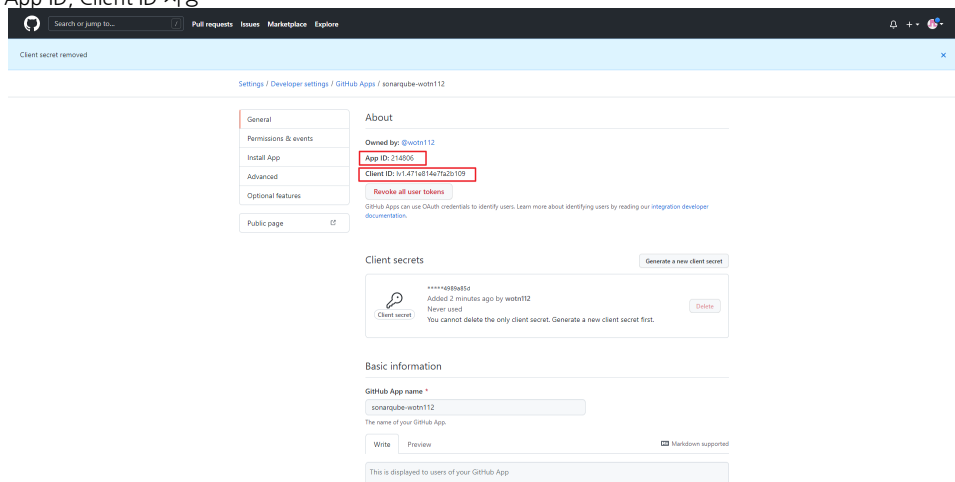 App ID, Client ID 사용
Search or jump to...
/
Pull requests Issues Marketplace Explore
Client secret removed
Settings / Developer settings / GitHub Apps / sonarqube-wotn112
General
Permissions & events
Install App
Advanced
Optional features
Public page
About
Owned by: @wotn112
App ID: 214806
Client ID: Iv1.471e814e7fa2b109
Revoke all user tokens
GitHub Apps can use OAuth credentials to identify users. Learn more about identifying users by reading our integration developer
documentation.
Client secrets
Generate a new client secret
*****4989a85d
Added 2 minutes ago by wotn112
Never used
You cannot delete the only client secret. Generate a new client secret first.
Client secret
Delete
Basic information
GitHub App name *
sonarqube-wotn112
The name of your GitHub App.
Write Preview
Markdown supported
This is displayed to users of your GitHub App